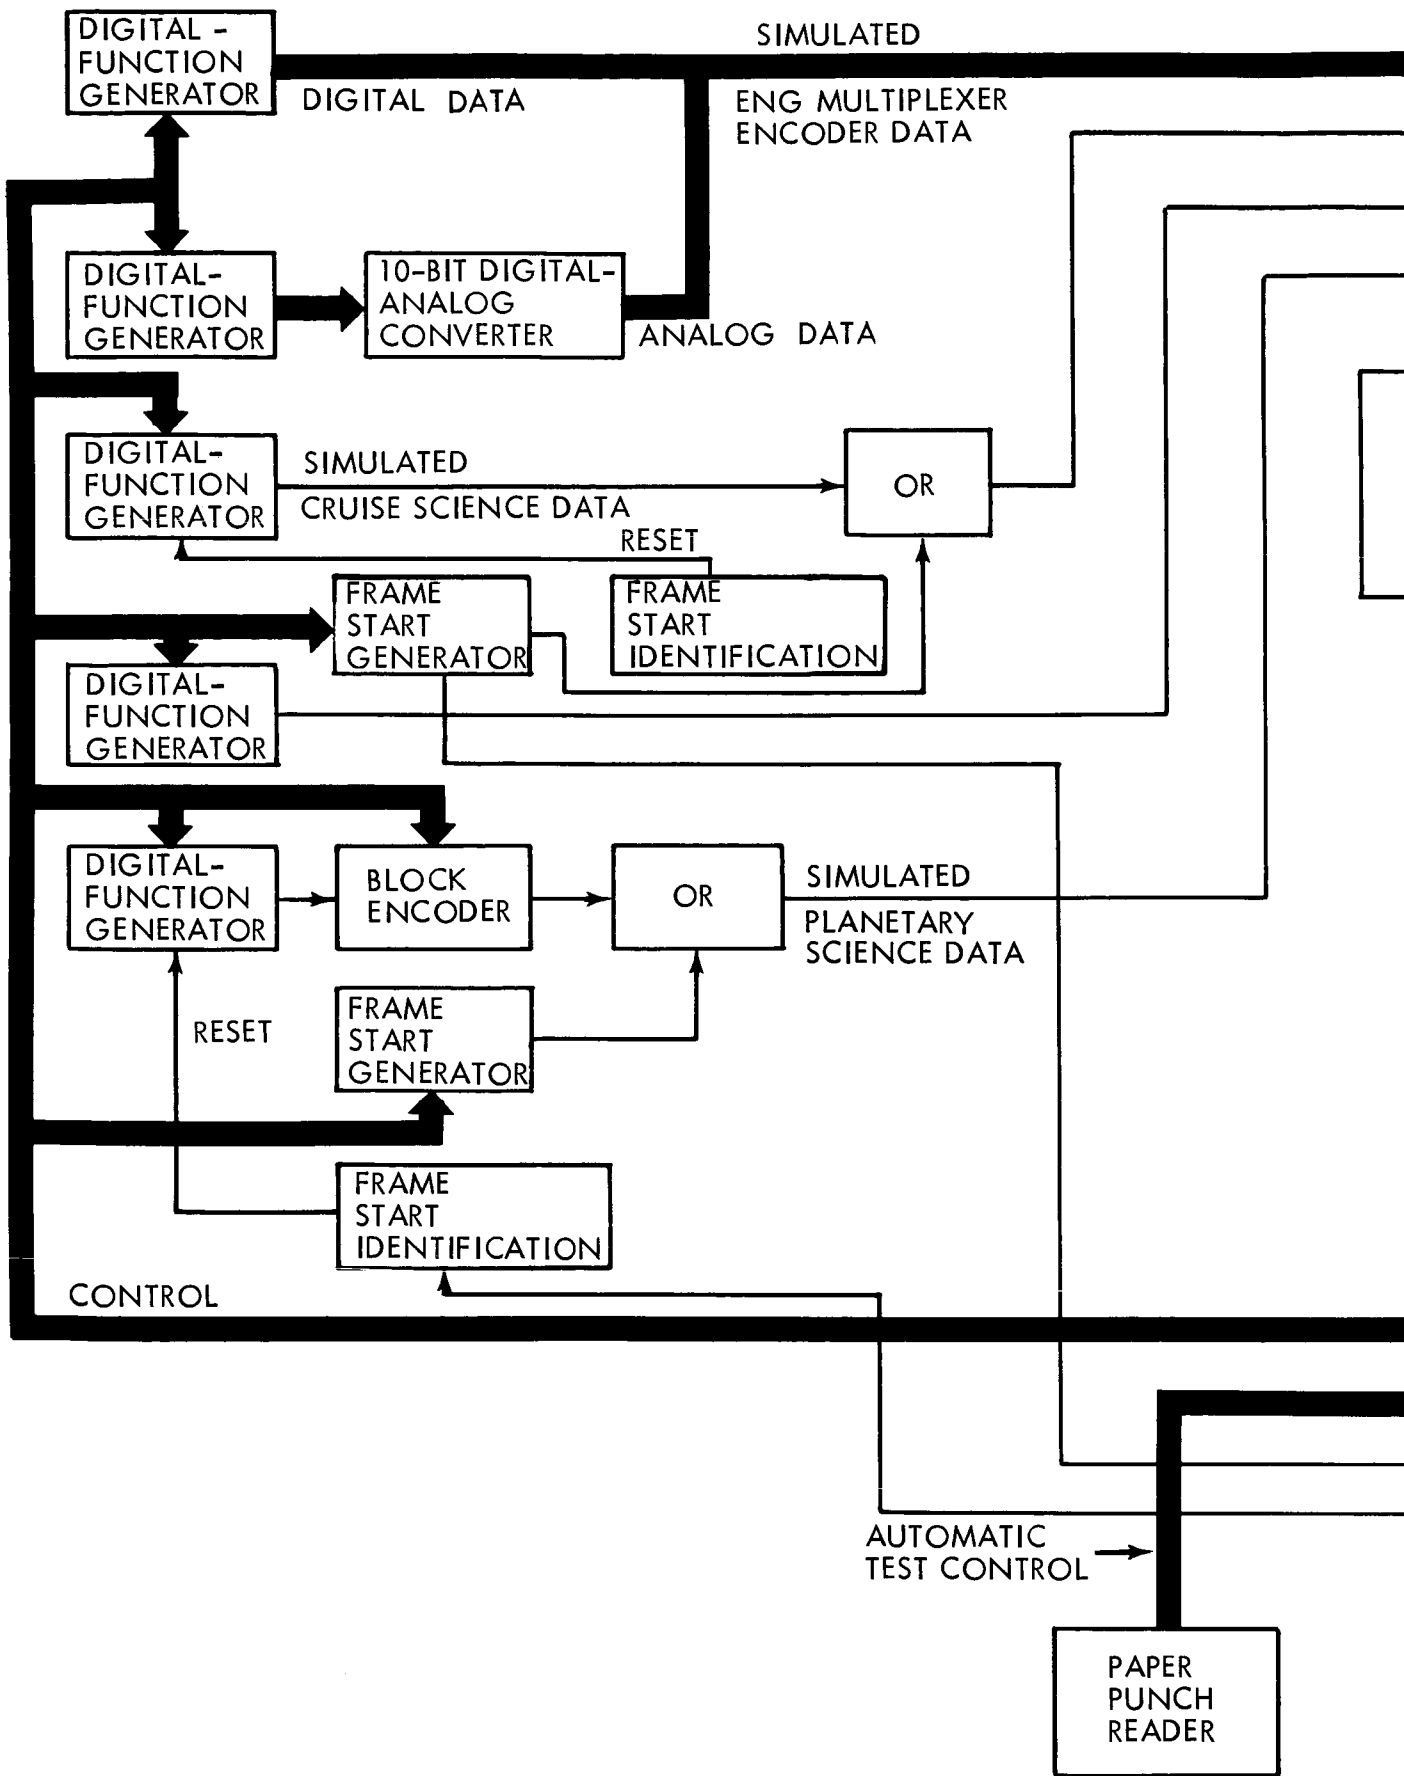 DIGITAL -
FUNCTION
GENERATOR
SIMULATED
DIGITAL DATA
ENG MULTIPLEXER
ENCODER DATA
DIGITAL-
FUNCTION
GENERATOR
10-BIT DIGITAL-
ANALOG
CONVERTER
ANALOG DATA
DIGITAL-
FUNCTION
GENERATOR
SIMULATED
CRUISE SCIENCE DATA
OR
RESET
FRAME
START
GENERATOR
FRAME
START
IDENTIFICATION
DIGITAL-
FUNCTION
GENERATOR
DIGITAL-
FUNCTION
GENERATOR
BLOCK
ENCODER
OR
SIMULATED
PLANETARY
SCIENCE DATA
RESET
FRAME
START
GENERATOR
FRAME
START
IDENTIFICATION
CONTROL
AUTOMATIC
TEST CONTROL
PAPER
PUNCH
READER